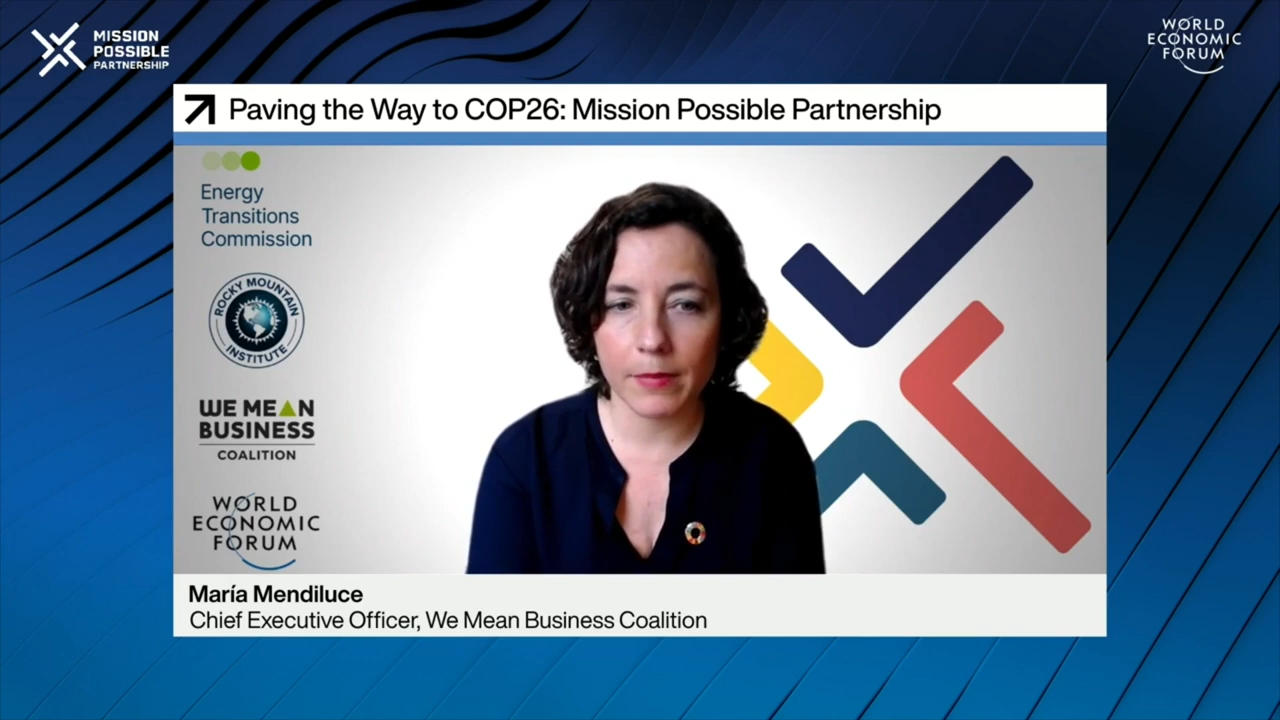 MISSION
POSSIBLE
PARTNERSHIP
WORLD
ECONOMIC
FORUM
Paving the Way to COP26: Mission Possible Partnership
Energy
Transitions
Commission
ROCKY MOUNTAIN
INSTITUTE
WE MEAN
BUSINESS
COALITION
WORLD
ECONOMIC
FORUM
María Mendiluce
Chief Executive Officer, We Mean Business Coalition